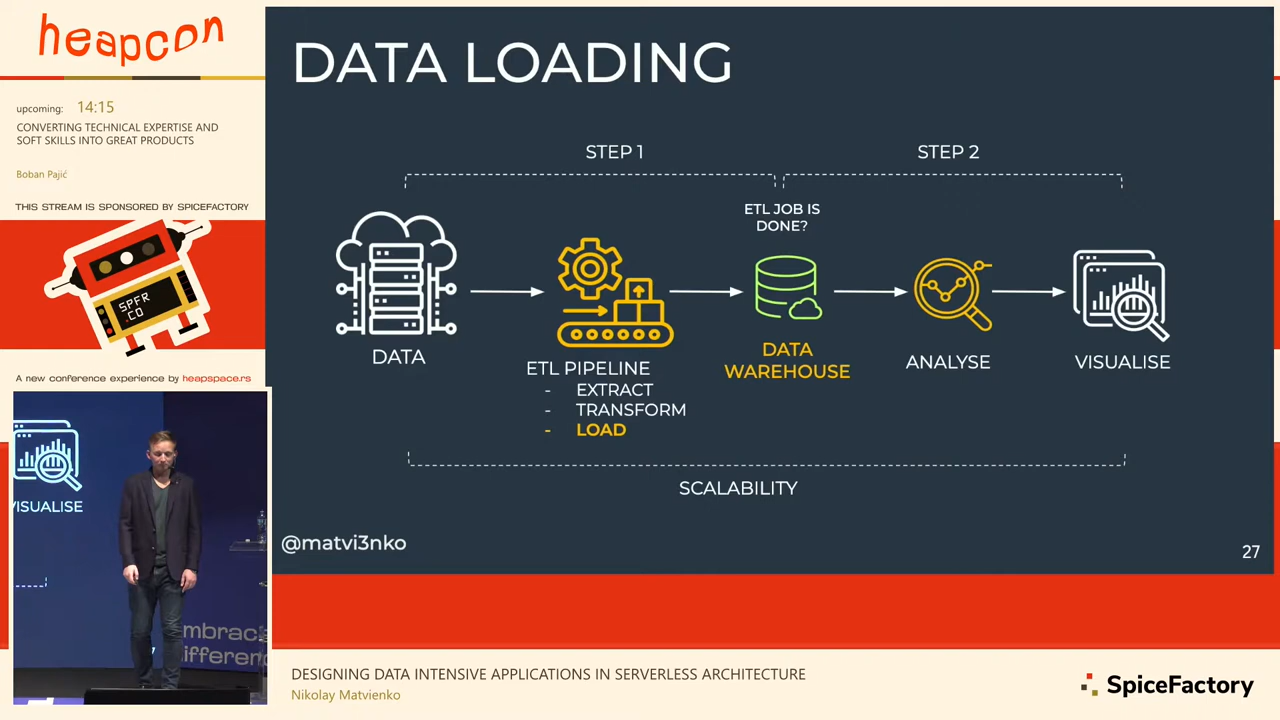 heapcon
upcoming: 14:15
CONVERTING TECHNICAL EXPERTISE AND
SOFT SKILLS INTO GREAT PRODUCTS
Boban Pajić
THIS STREAM IS SPONSORED BY SPICEFACTORY
SPFR
.CO
A new conference experience by heapspace.rs
VISUALISE
mbrac
ifferen
DATA LOADING
STEP 1
STEP 2
ETL JOB IS
DONE?
DATA
ETL PIPELINE
- EXTRACT
- TRANSFORM
- LOAD
DATA
WAREHOUSE
ANALYSE
VISUALISE
SCALABILITY
@matvi3nko
27
DESIGNING DATA INTENSIVE APPLICATIONS IN SERVERLESS ARCHITECTURE
Nikolay Matvienko
SpiceFactory